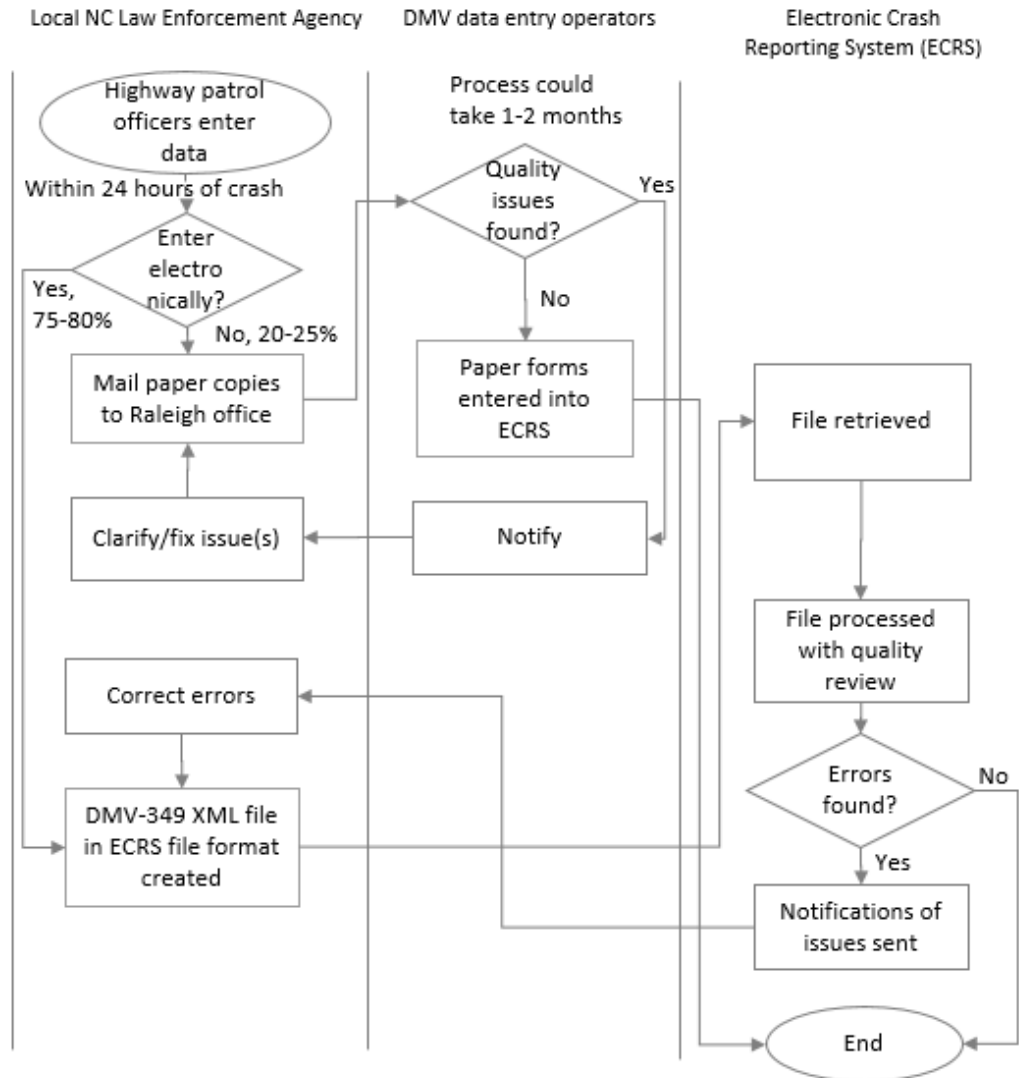 Local NC Law Enforcement Agency
DMV data entry operators
Electronic Crash
Reporting System (ECRS)
Highway patrol
officers enter
data
Within 24 hours of crash
Enter
electro
nically?
Yes,
75-80%
No, 20-25%
Mail paper copies
to Raleigh office
Clarify/fix issue(s)
Correct errors
DMV-349 XML file
in ECRS file format
created
Process could
take 1-2 months
Quality
issues
found?
Yes
No
Paper forms
entered into
ECRS
Notify
File retrieved
File processed
with quality
review
Errors
found?
No
Yes
Notifications of
issues sent
End